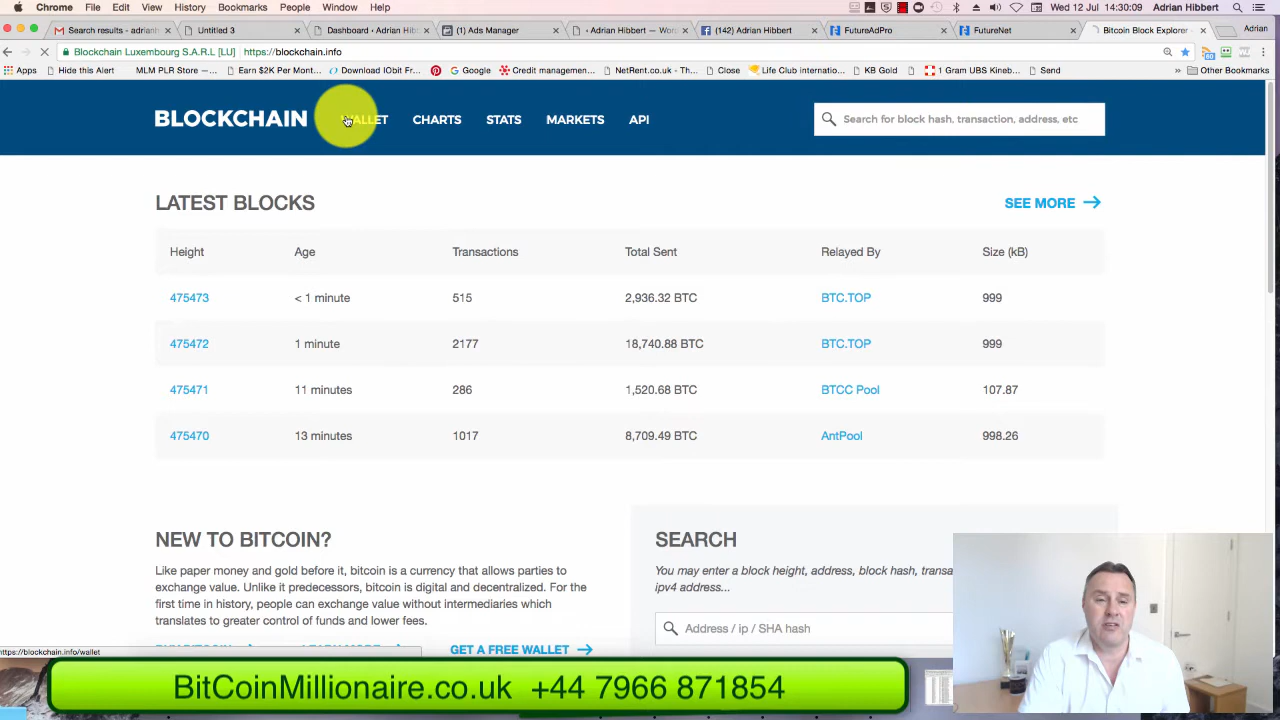 Chrome File Edit View History Bookmarks People Window Help Wed 12 Jul 14:30:09 Adrian Hibbert
Search results - adrianh Untitled 3 Dashboard ‹ Adrian Hib (1) Ads Manager ‹ Adrian Hibbert — Wor (142) Adrian Hibbert FutureAdPro FutureNet Bitcoin Block Explorer Adrian
Blockchain Luxembourg S.A.R.L [LU] https://blockchain.info
Apps Hide this Alert MLM PLR Store —... Earn $2K Per Mont... Download IObit Fr... Google Credit managemen... NetRent.co.uk - Th... Close Life Club internatio... KB Gold 1 Gram UBS Kineb... Send » Other Bookmarks
BLOCKCHAIN WALLET CHARTS STATS MARKETS API Search for block hash, transaction, address, etc
LATEST BLOCKS SEE MORE
Height Age Transactions Total Sent Relayed By Size (kB)
475473 < 1 minute 515 2,936.32 BTC BTC.TOP 999
475472 1 minute 2177 18,740.88 BTC BTC.TOP 999
475471 11 minutes 286 1,520.68 BTC BTCC Pool 107.87
475470 13 minutes 1017 8,709.49 BTC AntPool 998.26
NEW TO BITCOIN? SEARCH
Like paper money and gold before it, bitcoin is a currency that allows parties to
exchange value. Unlike it predecessors, bitcoin is digital and decentralized. For the
first time in history, people can exchange value without intermediaries which
translates to greater control of funds and lower fees.
You may enter a block height, address, block hash, transa
ipv4 address...
Address / ip / SHA hash
GET A FREE WALLET
https://blockchain.info/wallet
BitCoinMillionaire.co.uk +44 7966 871854